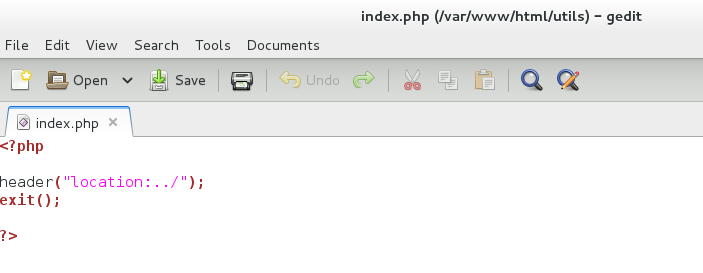 index.php (/var/www/html/utils) - gedit
File Edit View Search Tools Documents
Open Save Undo
index.php ×
<?php
header("location:../");
exit();
?>